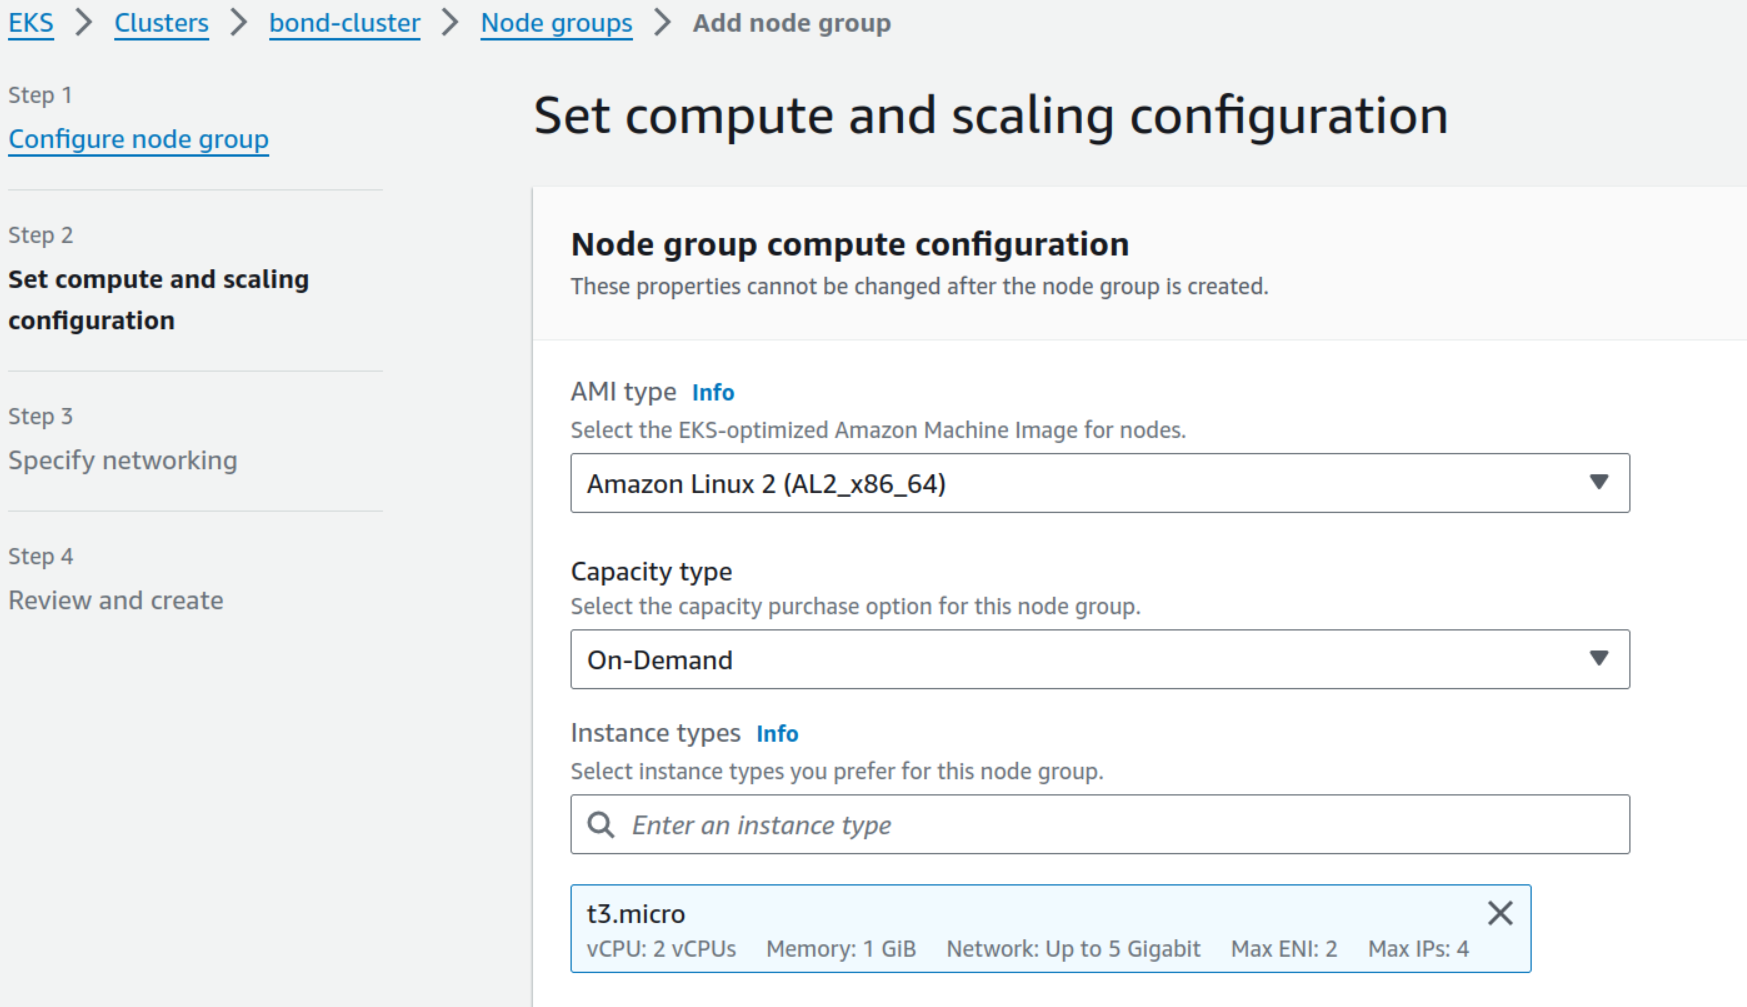 EKS > Clusters > bond-cluster > Node groups > Add node group
Step 1
Configure node group
Step 2
Set compute and scaling
configuration
Step 3
Specify networking
Step 4
Review and create
Set compute and scaling configuration
Node group compute configuration
These properties cannot be changed after the node group is created.
AMI type Info
Select the EKS-optimized Amazon Machine Image for nodes.
Amazon Linux 2 (AL2_x86_64)
Capacity type
Select the capacity purchase option for this node group.
On-Demand
Instance types Info
Select instance types you prefer for this node group.
Enter an instance type
t3.micro
vCPU: 2 vCPUs Memory: 1 GiB Network: Up to 5 Gigabit Max ENI: 2 Max IPs: 4